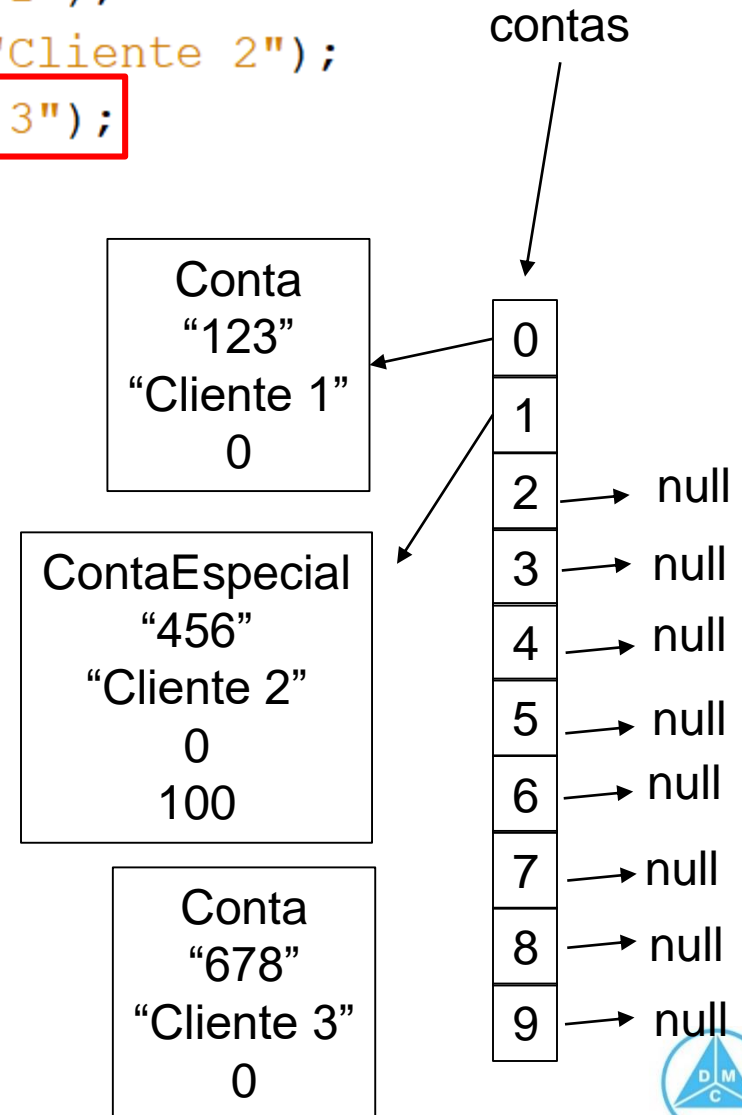 "Cliente 2");
3");
contas
Conta
“123”
“Cliente 1”
0
ContaEspecial
“456”
“Cliente 2”
0
100
Conta
“678”
“Cliente 3”
0
0
1
2 null
3 null
4 null
5 null
6 null
7 null
8 null
9 null
D M
C